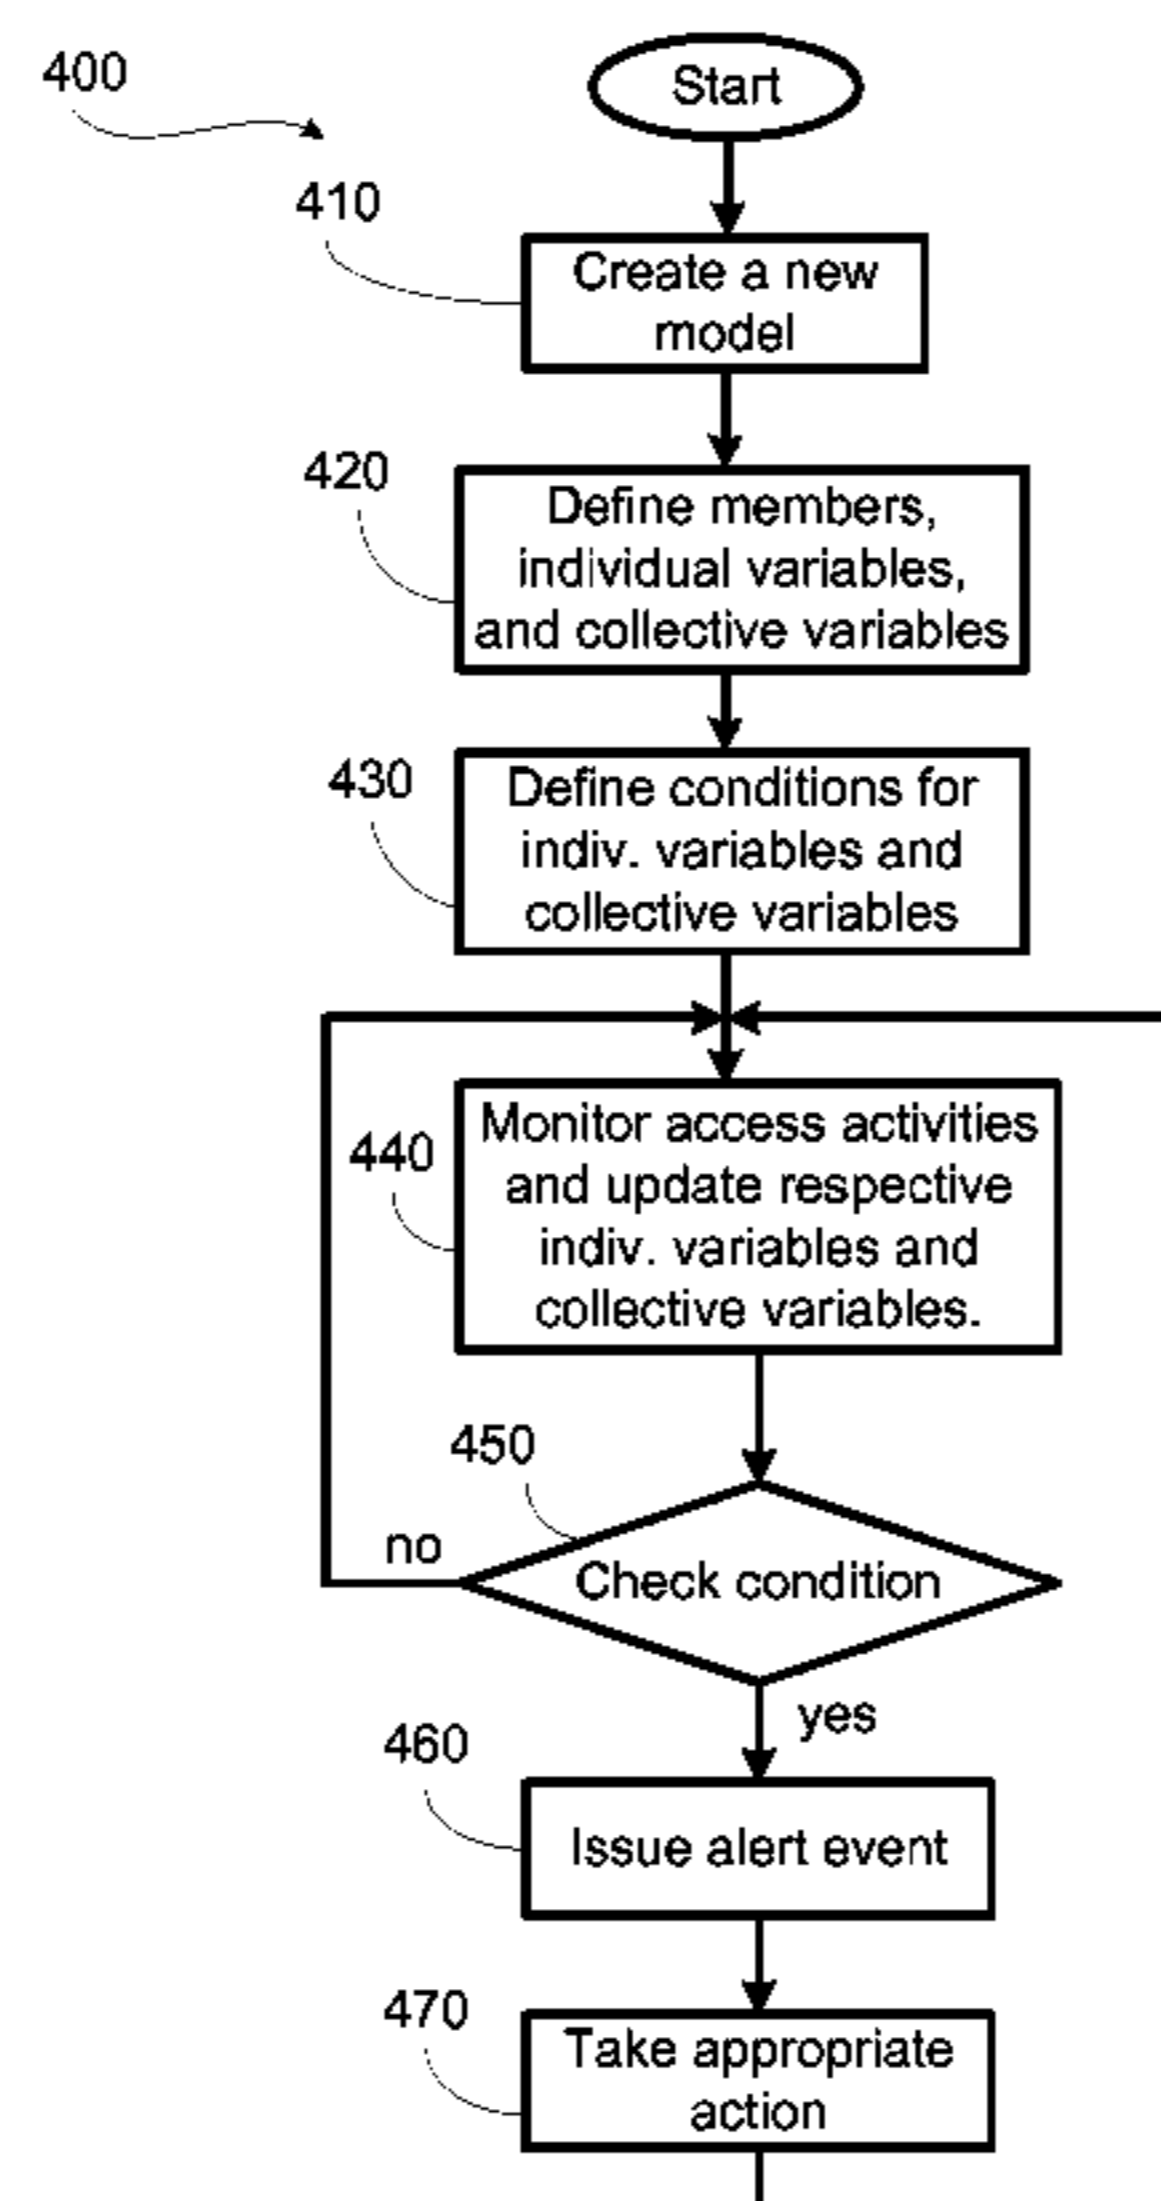 400
Start
410
Create a new
model
420
Define members,
individual variables,
and collective variables
430
Define conditions for
indiv. variables and
collective variables
440
Monitor access activities
and update respective
indiv. variables and
collective variables.
450
no
Check condition
yes
460
Issue alert event
470
Take appropriate
action